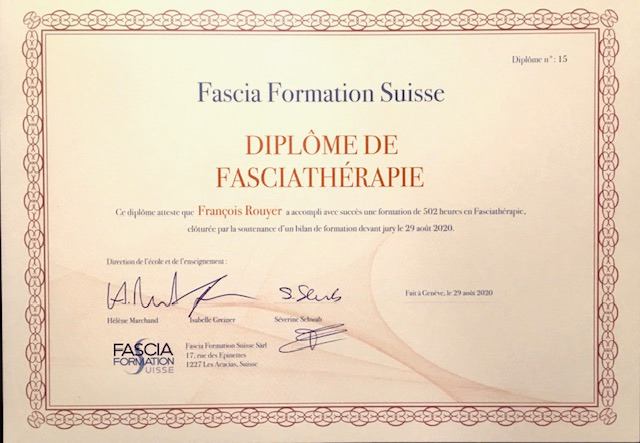 Diplôme n° : 15
Fascia Formation Suisse
DIPLÔME DE
FASCIATHÉRAPIE
Ce diplôme atteste que François Rouyer a accompli avec succès une formation de 502 heures en Fasciathérapie,
clôturée par la soutenance d'un bilan de formation devant jury le 29 août 2020.
Direction de l'école et de l'enseignement :
Fait à Genève, le 29 août 2020
Hélène Marchand Isabelle Greiner Séverine Schwab
FASCIA
FORMATION
SUISSE
Fascia Formation Suisse Sàrl
17, rue des Epinettes
1227 Les Acacias, Suisse